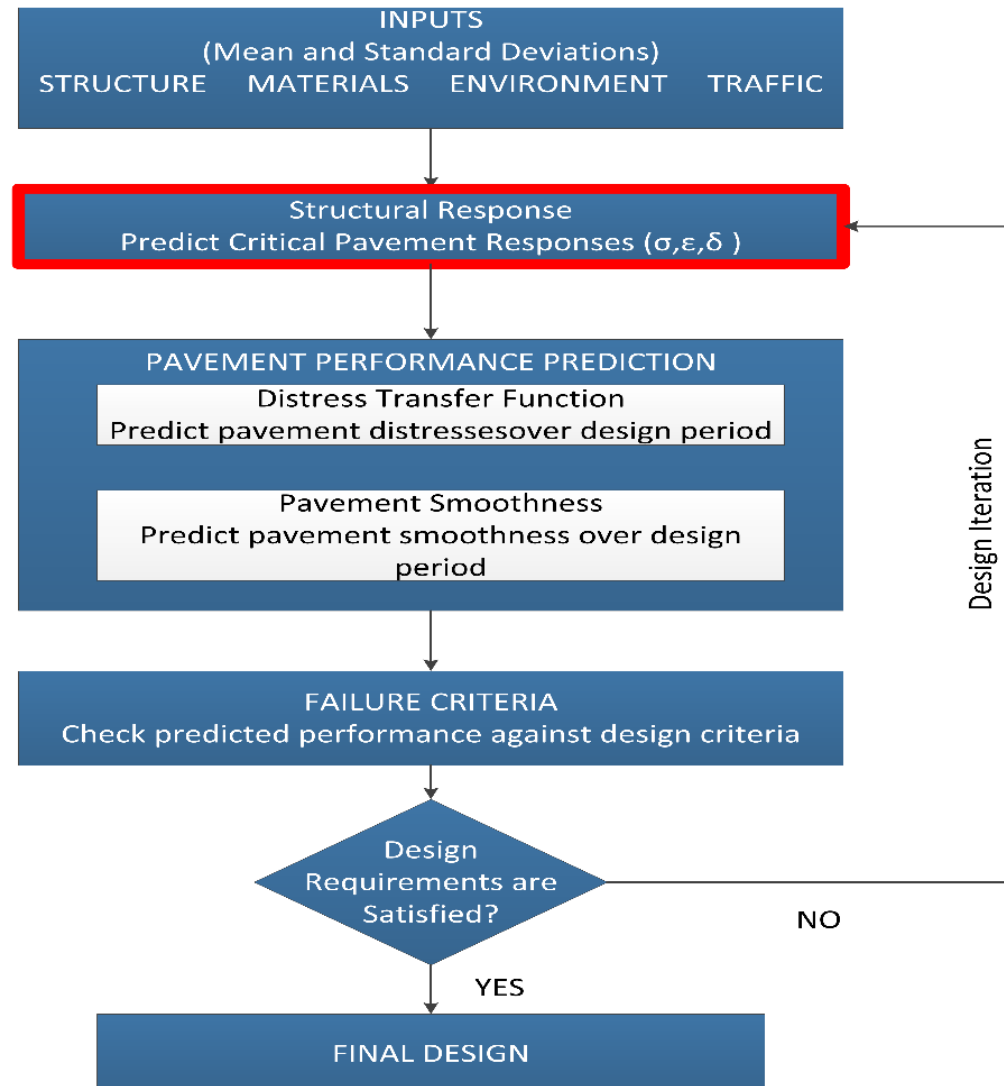 INPUTS
(Mean and Standard Deviations)
STRUCTURE MATERIALS ENVIRONMENT TRAFFIC
Structural Response
Predict Critical Pavement Responses (σ,ε,δ )
PAVEMENT PERFORMANCE PREDICTION
Distress Transfer Function
Predict pavement distressesover design period
Pavement Smoothness
Predict pavement smoothness over design
period
FAILURE CRITERIA
Check predicted performance against design criteria
Design
Requirements are
Satisfied?
NO
YES
FINAL DESIGN
Design Iteration